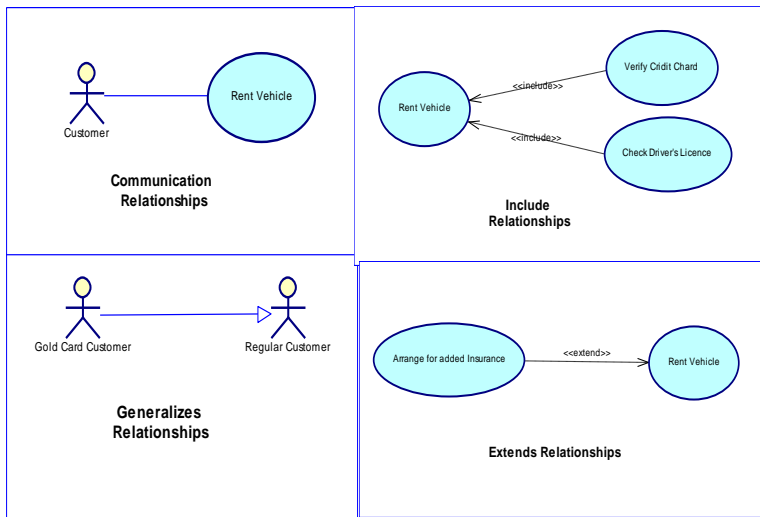 Customer
Rent Vehicle
Communication
Relationships
Rent Vehicle
<<include>>
<<include>>
Verify Cridit Chard
Check Driver's Licence
Include
Relationships
Gold Card Customer
Regular Customer
Generalizes
Relationships
Arrange for added Insurance
<<extend>>
Rent Vehicle
Extends Relationships